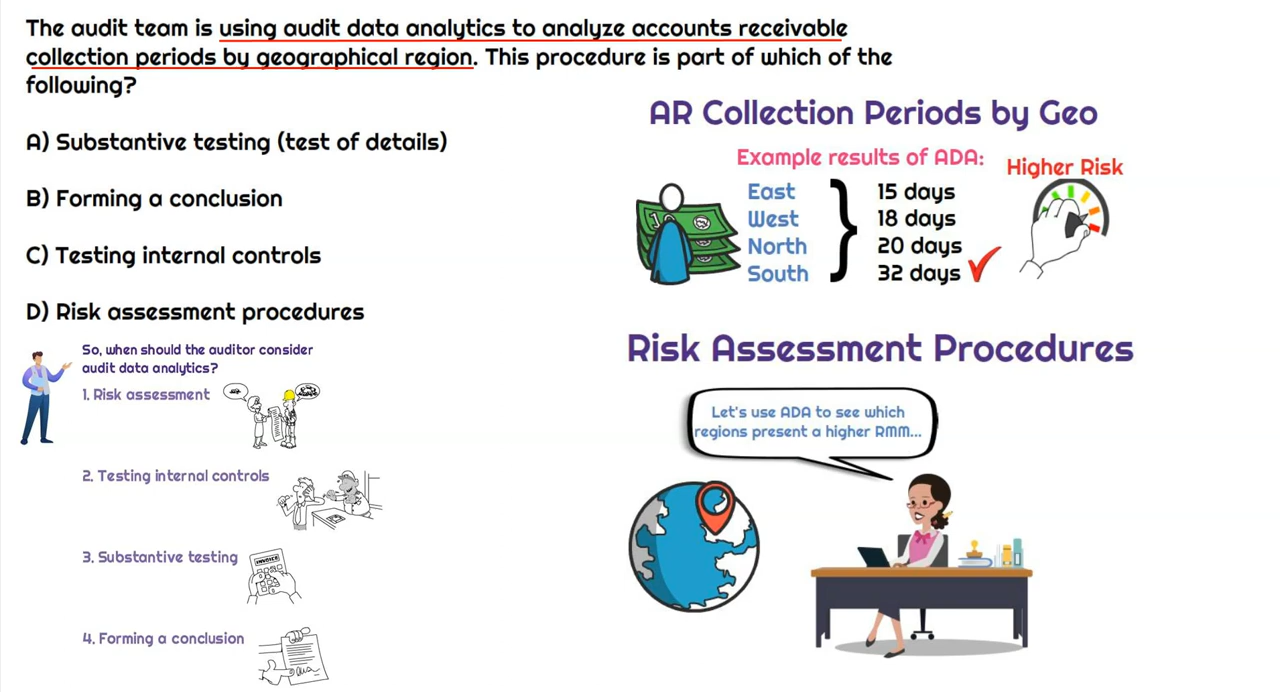 The audit team is using audit data analytics to analyze accounts receivable
collection periods by geographical region. This procedure is part of which of the
following?
A) Substantive testing (test of details)
B) Forming a conclusion
C) Testing internal controls
D) Risk assessment procedures
So, when should the auditor consider
audit data analytics?
1. Risk assessment
2. Testing internal controls
3. Substantive testing
INVOICE
4. Forming a conclusion
AR Collection Periods by Geo
Example results of ADA:
Higher Risk
East 15 days
West 18 days
North 20 days
South 32 days
Risk Assessment Procedures
Let's use ADA to see which
regions present a higher RMM...